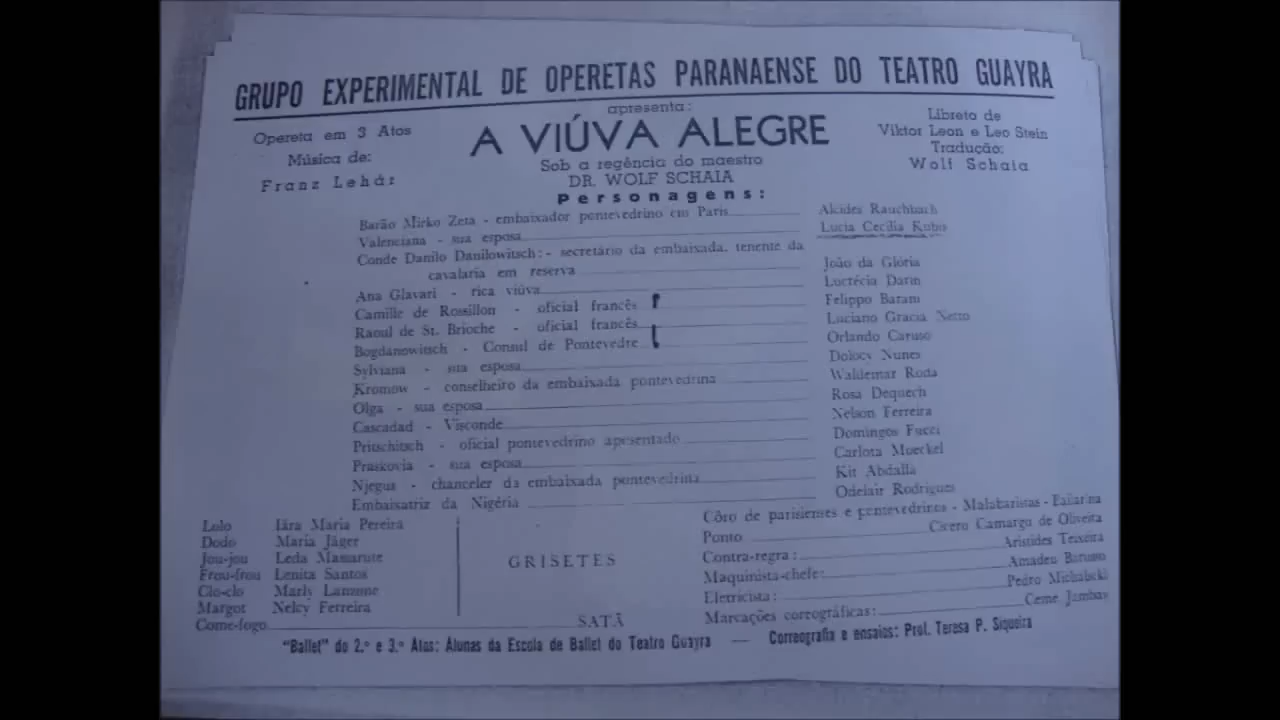 GRUPO EXPERIMENTAL DE OPERETAS PARANAENSE DO TEATRO GUAYRA
apresenta:
Opereta em 3 Atos
Música de:
Franz Lehár
A VIÚVA ALEGRE
Sob a regência do maestro
DR. WOLF SCHAIA
Libreto de
Viktor Leon e Leo Stein
Tradução:
Wolf Schaia
Personagens:
Barão Mirko Zeta - embaixador pontevedrino em Paris Alcides Rauchbach
Valenciana - sua esposa Lucia Cecilia Kubis
Conde Danilo Danilowitsch: - secretário da embaixada, tenente da
cavalaria em reserva João da Glória
Ana Glavari - rica viúva Lucrécia Darin
Camille de Rossillon - oficial francês Felippo Barani
Raoul de St. Brioche - oficial francês Luciano Gracia Netto
Bogdanowitsch - Consul de Pontevedre Orlando Caruso
Sylviana - sua esposa Dolocy Nunes
Kromow - conselheiro da embaixada pontevedrina Waldemar Roda
Olga - sua esposa Rosa Dequech
Cascadad - Visconde Nelson Ferreira
Pritschitsch - oficial pontevedrino apesentado Domingos Fucci
Praskovia - sua esposa Carlota Moeckel
Njegus - chanceler da embaixada pontevedrina Kit Abdalla
Embaixatriz da Nigéria Odelair Rodrigues
Lolo Iára Maria Pereira
Dodo Maria Jäger
Jou-jou Leda Massarute
Frou-frou Lenita Santos
Clo-clo Marly Lanzone
Margot Nelcy Ferreira
GRISETES
Come-fogo SATÃ
Côro de parisienses e pontevedrinos - Malabaristas - Bailarina
Ponto Cicero Camargo de Oliveira
Contra-regra: Aristides Teixeira
Maquinista-chefe: Amadeu
Eletricista: Pedro
Marcações correográficas: Ceme Jambay
"Ballet" do 2.º e 3.º Atos: Alunas da Escola de Ballet do Teatro Guayra — Correografia e ensaios: Prof. Teresa P. Siqueira